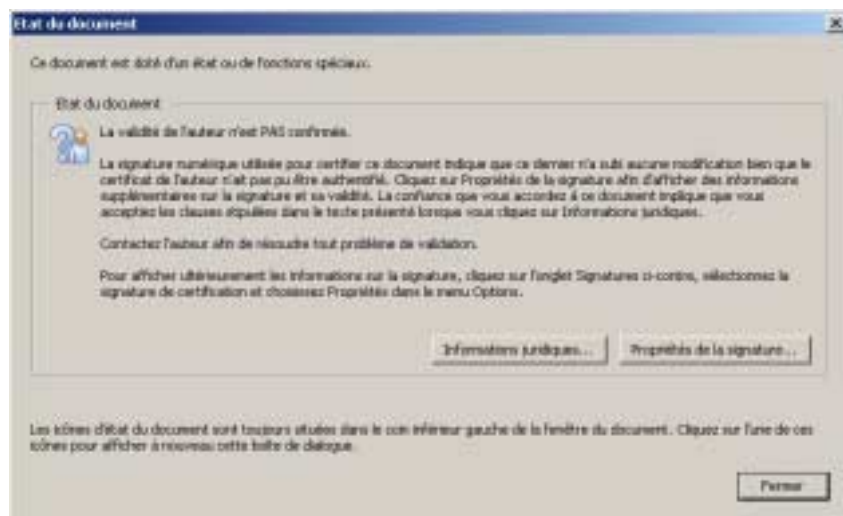 Etat du document
Ce document est doté d'un état ou de fonctions spéciaux.
Etat du document
La validité de l'auteur n'est PAS confirmée.
La signature numérique utilisée pour certifier ce document indique que ce dernier n'a subi aucune modification bien que le
certificat de l'auteur n'ait pas pu être authentifié. Cliquez sur Propriétés de la signature afin d'afficher des informations
supplémentaires sur la signature et sa validité. La confiance que vous accordez à ce document implique que vous
acceptez les clauses stipulées dans le texte présenté lorsque vous cliquez sur Informations juridiques.
Contactez l'auteur afin de résoudre tout problème de validation.
Pour afficher ultérieurement les informations sur la signature, cliquez sur l'onglet Signatures ci-contre, sélectionnez la
signature de certification et choisissez Propriétés dans le menu Options.
Informations juridiques...
Propriétés de la signature...
Les icônes d'état du document sont toujours situées dans le coin inférieur gauche de la fenêtre du document. Cliquez sur l'une de ces
icônes pour afficher à nouveau cette boîte de dialogue.
Fermer